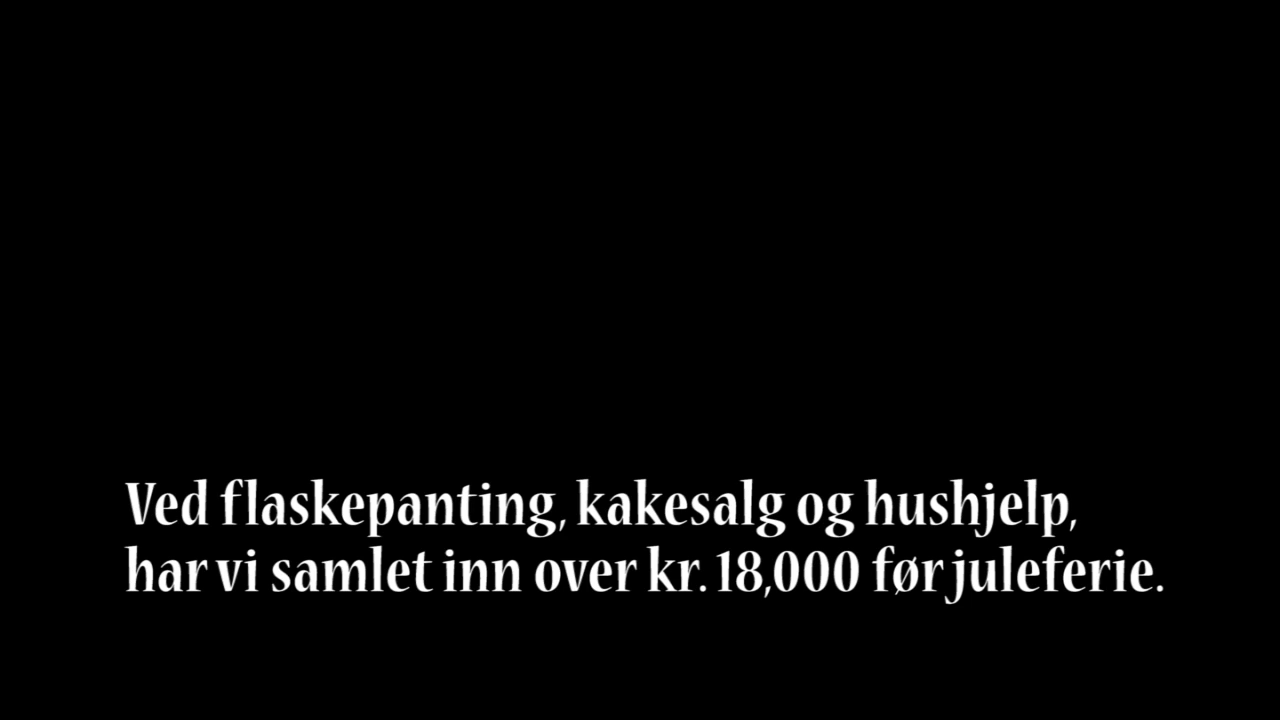 Ved flaskepanting, kakesalg og hushjelp,
har vi samlet inn over kr. 18,000 før juleferie.